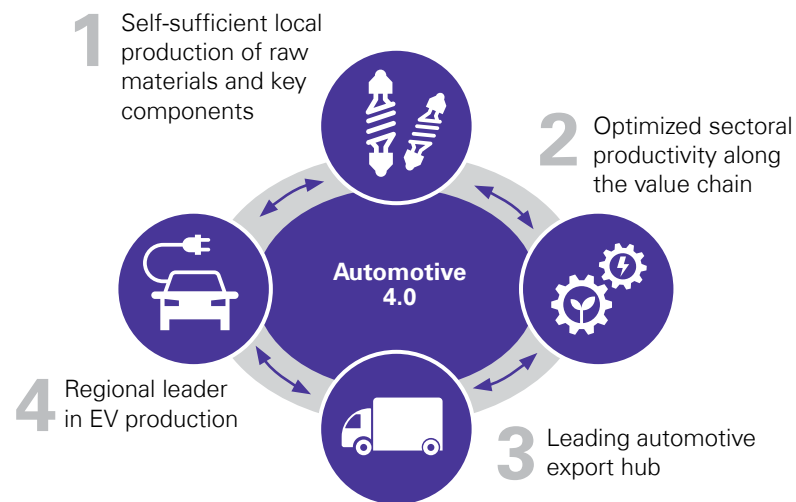 1
Self-sufficient local
production of raw
materials and key
components
2
Optimized sectoral
productivity along
the value chain
Automotive
4.0
4
Regional leader
in EV production
3
Leading automotive
export hub